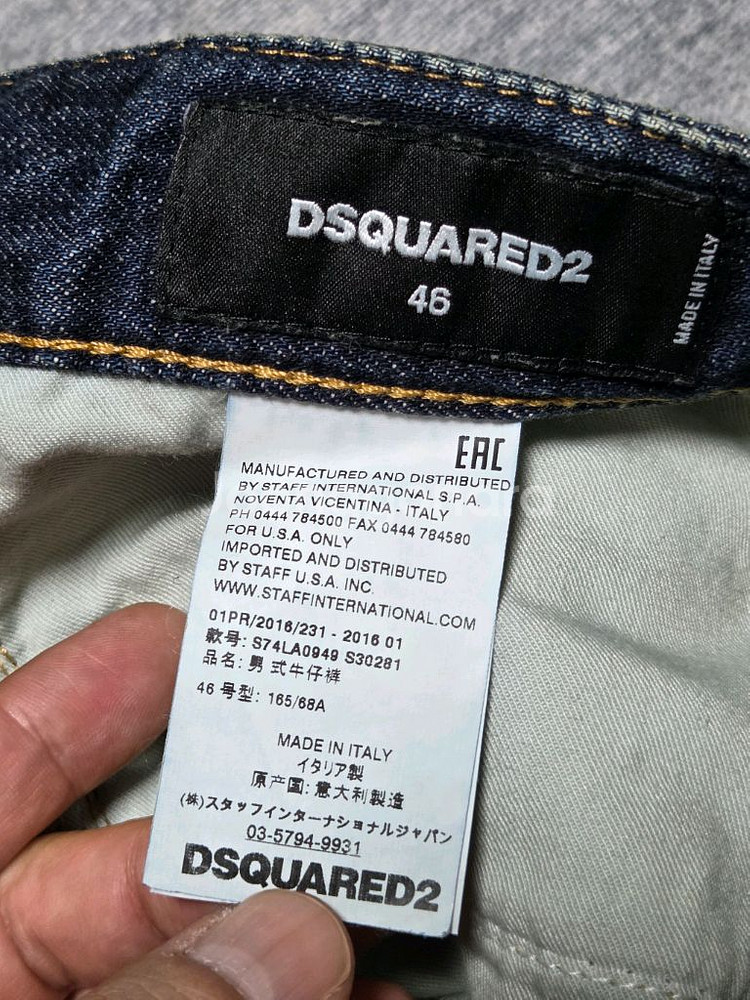 DSQUARED2
46
MADE IN ITALY
EAC
MANUFACTURED AND DISTRIBUTED
BY STAFF INTERNATIONAL S.P.A.
NOVENTA VICENTINA - ITALY
PH 0444 784500 FAX 0444 784580
FOR U.S.A. ONLY
IMPORTED AND DISTRIBUTED
BY STAFF U.S.A. INC.
WWW.STAFFINTERNATIONAL.COM
01PR/2016/231 - 2016 01
款号: S74LA0949 S30281
品名: 男式牛仔裤
46 号型: 165/68A
MADE IN ITALY
イタリア製
原产国: 意大利製造
(株)スタッフインターナショナルジャパン
03-5794-9931
DSQUARED2